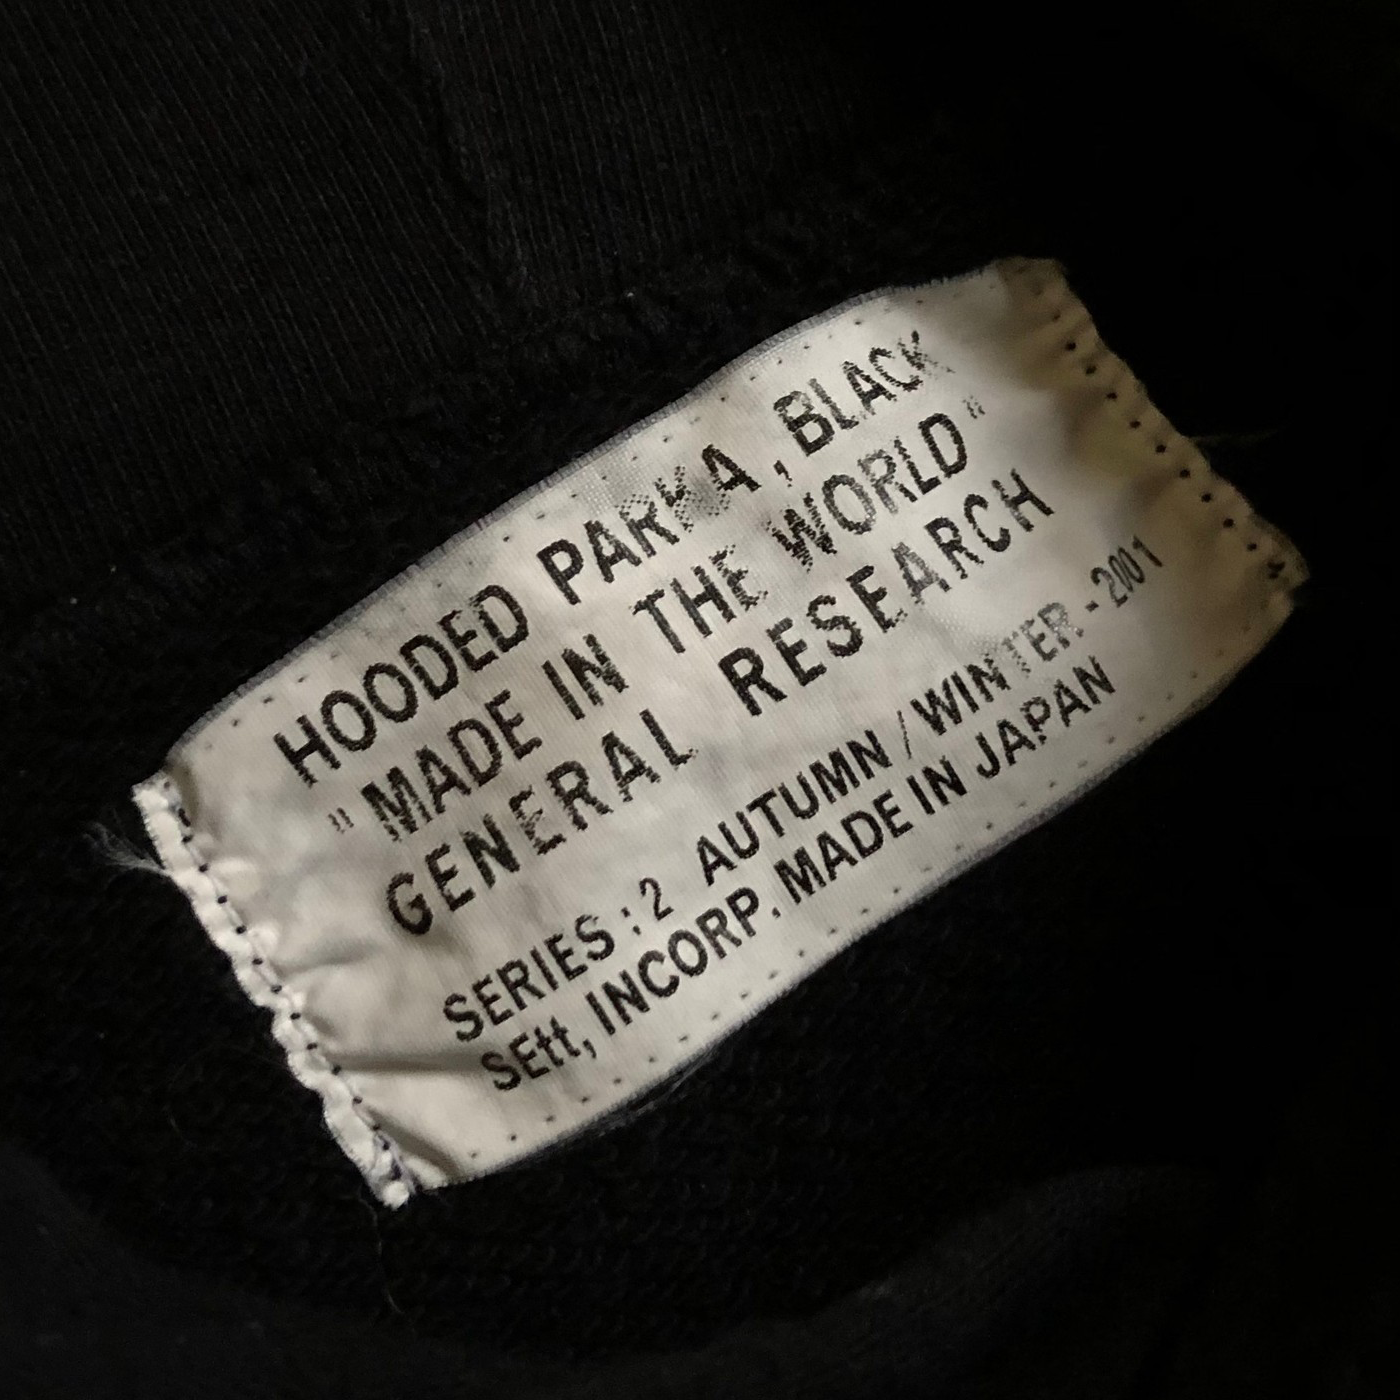 HOODED PARKA, BLACK
"MADE IN THE WORLD"
GENERAL RESEARCH
SERIES : 2 AUTUMN / WINTER - 2001
SEtt, INCORP. MADE IN JAPAN